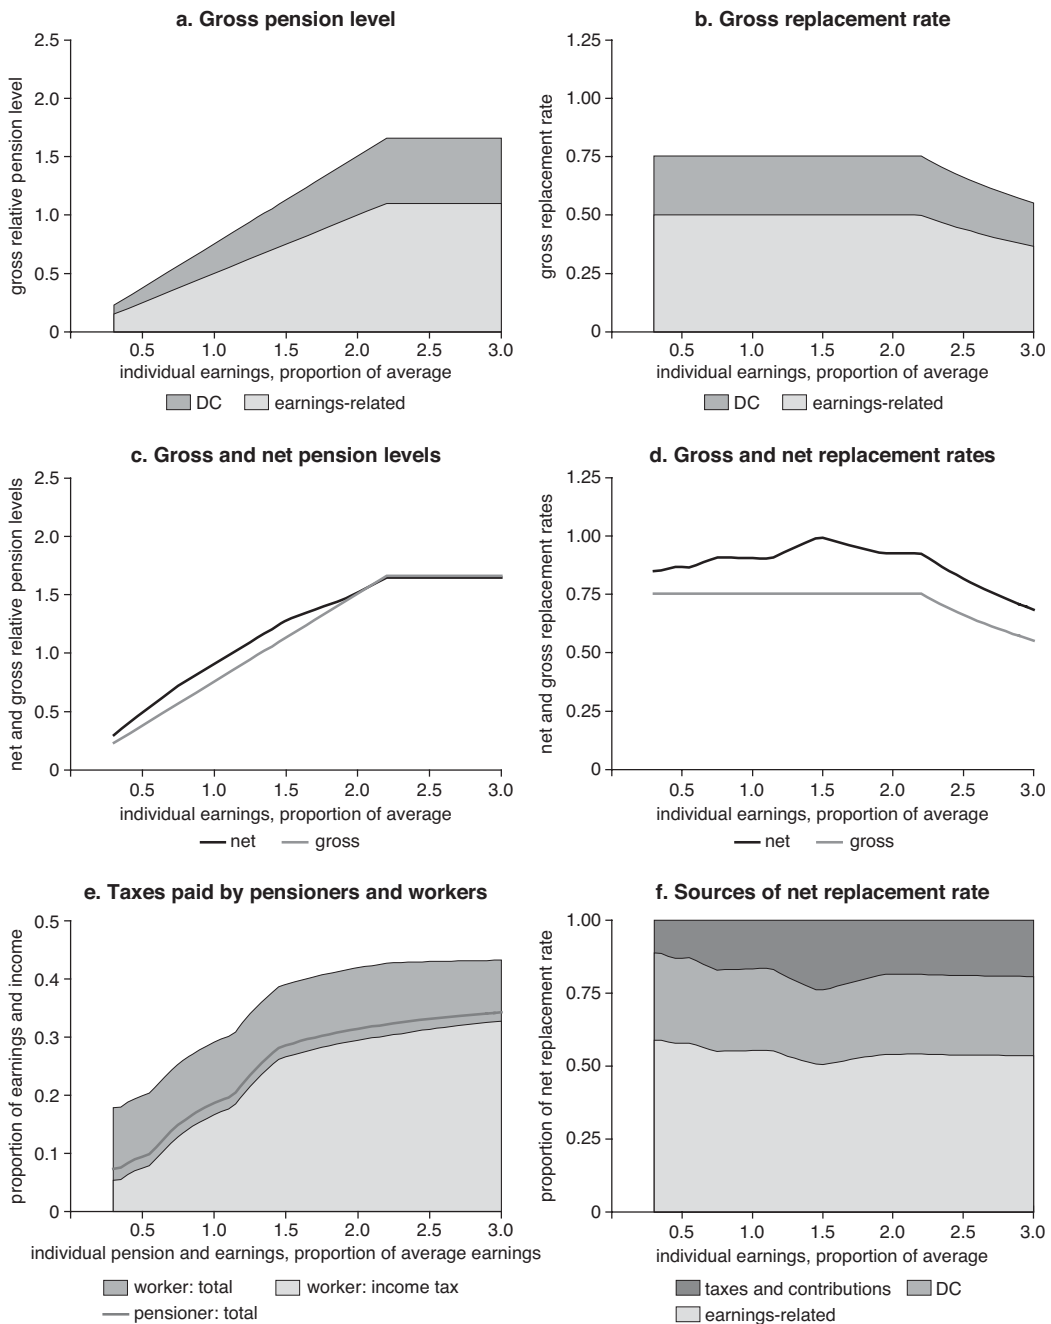 a. Gross pension level
gross relative pension level
2.5
2.0
1.5
1.0
0.5
0
0.5 1.0 1.5 2.0 2.5 3.0
individual earnings, proportion of average
DC earnings-related
b. Gross replacement rate
gross replacement rate
1.25
1.00
0.75
0.50
0.25
0
0.5 1.0 1.5 2.0 2.5 3.0
individual earnings, proportion of average
DC earnings-related
c. Gross and net pension levels
net and gross relative pension levels
2.5
2.0
1.5
1.0
0.5
0
0.5 1.0 1.5 2.0 2.5 3.0
individual earnings, proportion of average
net gross
d. Gross and net replacement rates
net and gross replacement rates
1.25
1.00
0.75
0.50
0.25
0
0.5 1.0 1.5 2.0 2.5 3.0
individual earnings, proportion of average
net gross
e. Taxes paid by pensioners and workers
proportion of earnings and income
0.5
0.4
0.3
0.2
0.1
0
0.5 1.0 1.5 2.0 2.5 3.0
individual pension and earnings, proportion of average earnings
worker: total worker: income tax
pensioner: total
f. Sources of net replacement rate
proportion of net replacement rate
1.00
0.75
0.50
0.25
0
0.5 1.0 1.5 2.0 2.5 3.0
individual earnings, proportion of average
taxes and contributions DC
earnings-related